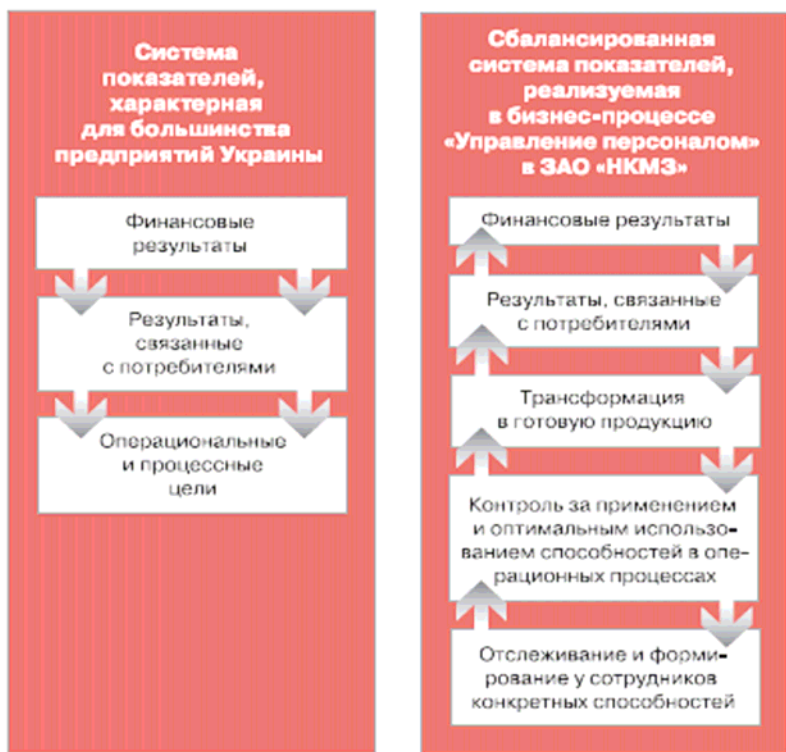 Система
показателей,
характерная
для большинства
предприятий Украины
Финансовые
результаты
Результаты,
связанные
с потребителями
Операциональные
и процессные
цели
Сбалансированная
система показателей,
реализуемая
в бизнес-процессе
«Управление персоналом»
в ЗАО «НКМЗ»
Финансовые результаты
Результаты, связанные
с потребителями
Трансформация
в готовую продукцию
Контроль за применением
и оптимальным использо-
ванием способностей в опе-
рационных процессах
Отслеживание и форми-
рование у сотрудников
конкретных способностей